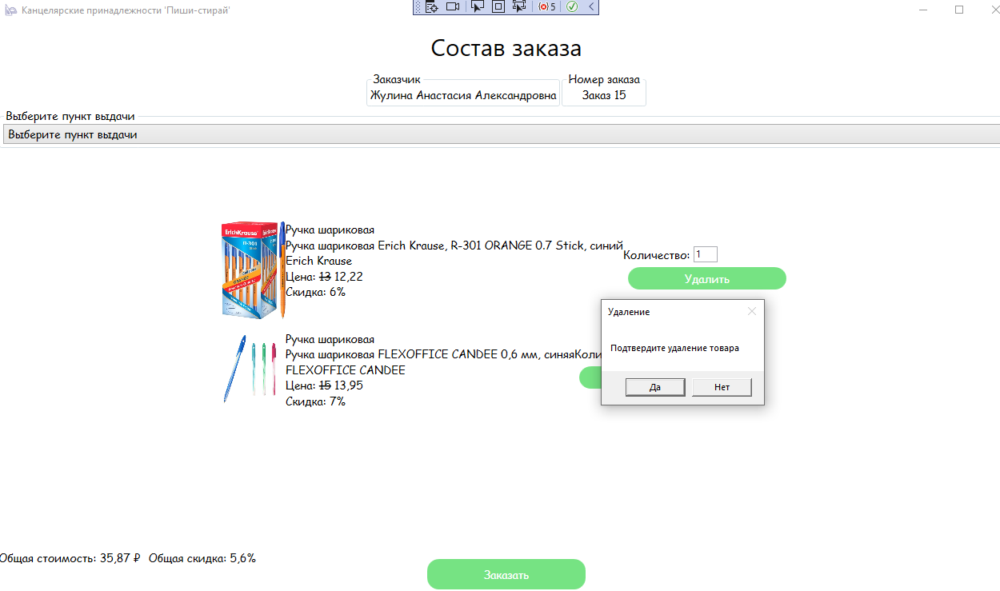 Канцелярские принадлежности 'Пиши-стирай'
5
Состав заказа
Заказчик
Жулина Анастасия Александровна
Номер заказа
Заказ 15
Выберите пункт выдачи
Выберите пункт выдачи
ErichKrause
R-301
ORANGE
Ручка шариковая
Ручка шариковая Erich Krause, R-301 ORANGE 0.7 Stick, синий
Erich Krause
Цена: 13 12,22
Скидка: 6%
Количество: 1
Удалить
Ручка шариковая
Ручка шариковая FLEXOFFICE CANDEE 0,6 мм, синяяКоли
FLEXOFFICE CANDEE
Цена: 15 13,95
Скидка: 7%
Удаление
Подтвердите удаление товара
Да
Нет
Общая стоимость: 35,87 ₽ Общая скидка: 5,6%
Заказать